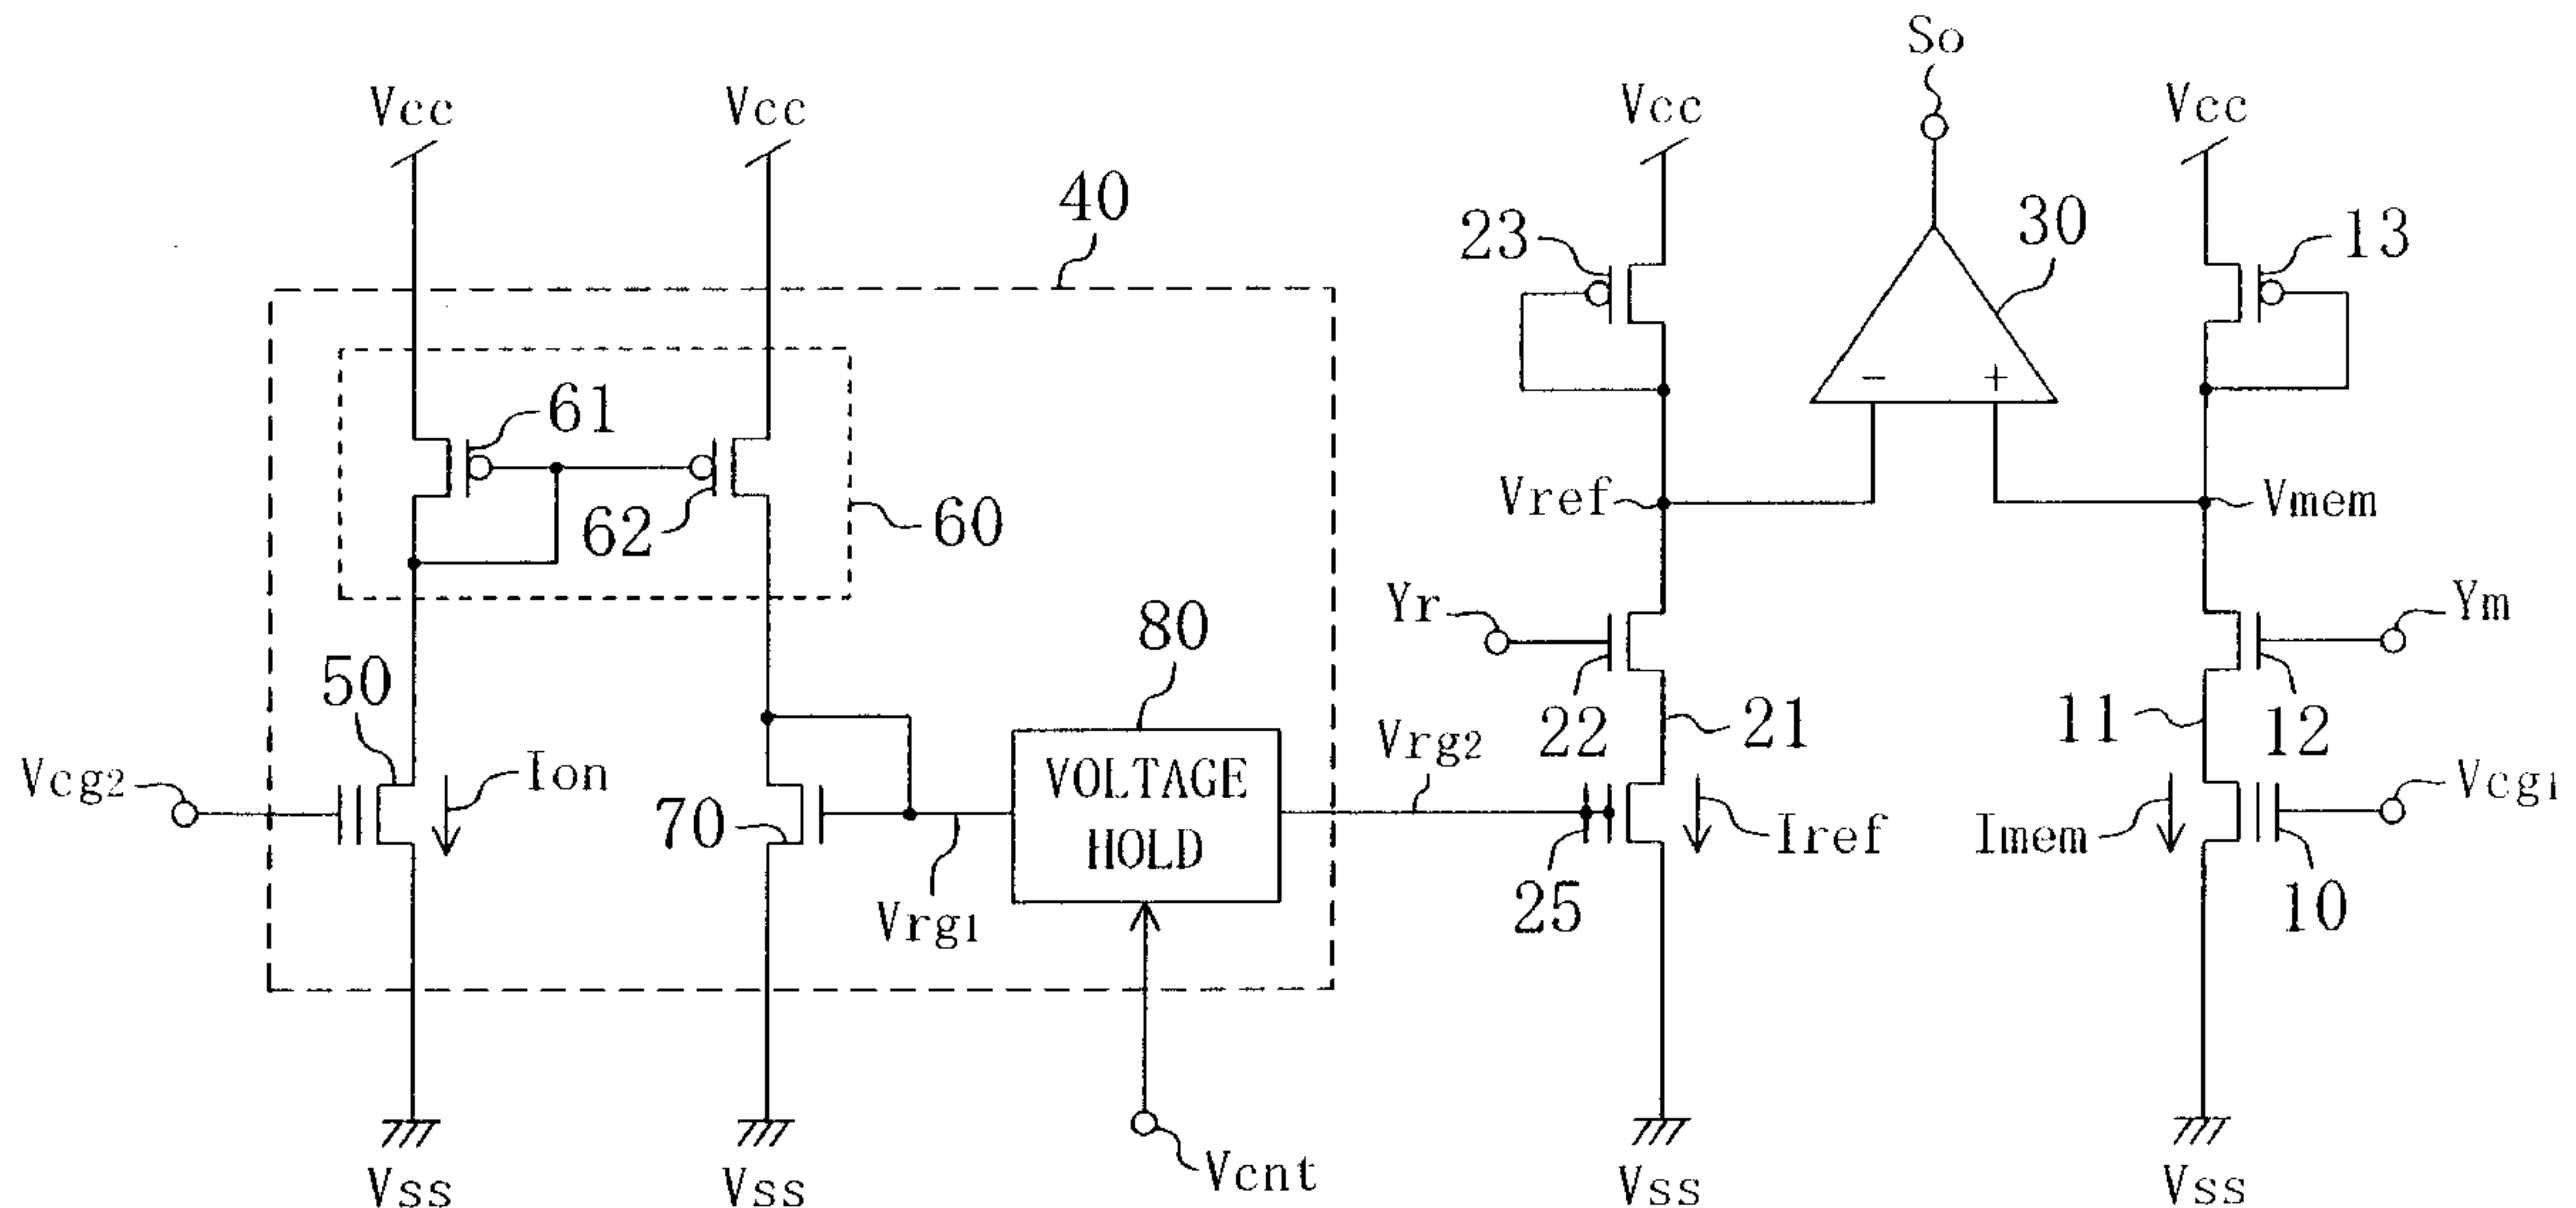 So
Vcc
Vcc
Vcc
Vcc
40
23
30
13
61
62
60
-
+
Vref
Vmem
Yr
Ym
80
50
22
21
11
12
Vcg2
Ion
70
VOLTAGE
HOLD
Vrg2
Vcg1
Iref
Imem
Vrg1
25
10
Vcnt
Vss
Vss
Vss
Vss